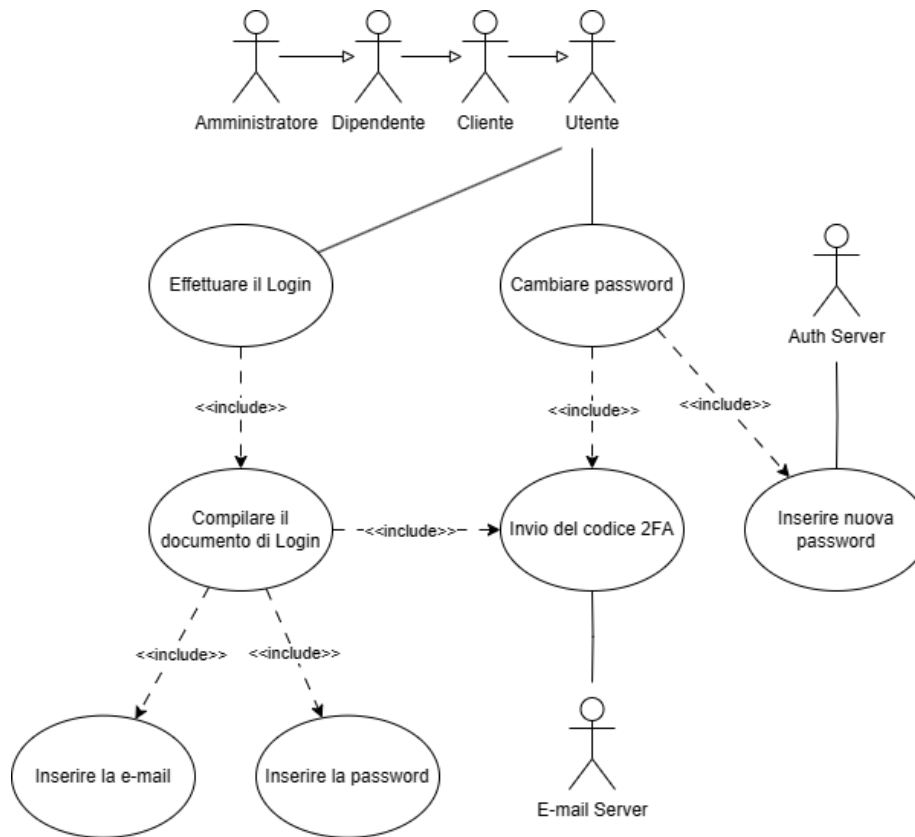 Amministratore
Dipendente
Cliente
Utente
Effettuare il Login
Cambiare password
Auth Server
<<include>>
<<include>>
<<include>>
Compilare il
documento di Login
<<include>>
Invio del codice 2FA
Inserire nuova
password
<<include>>
<<include>>
Inserire la e-mail
Inserire la password
E-mail Server